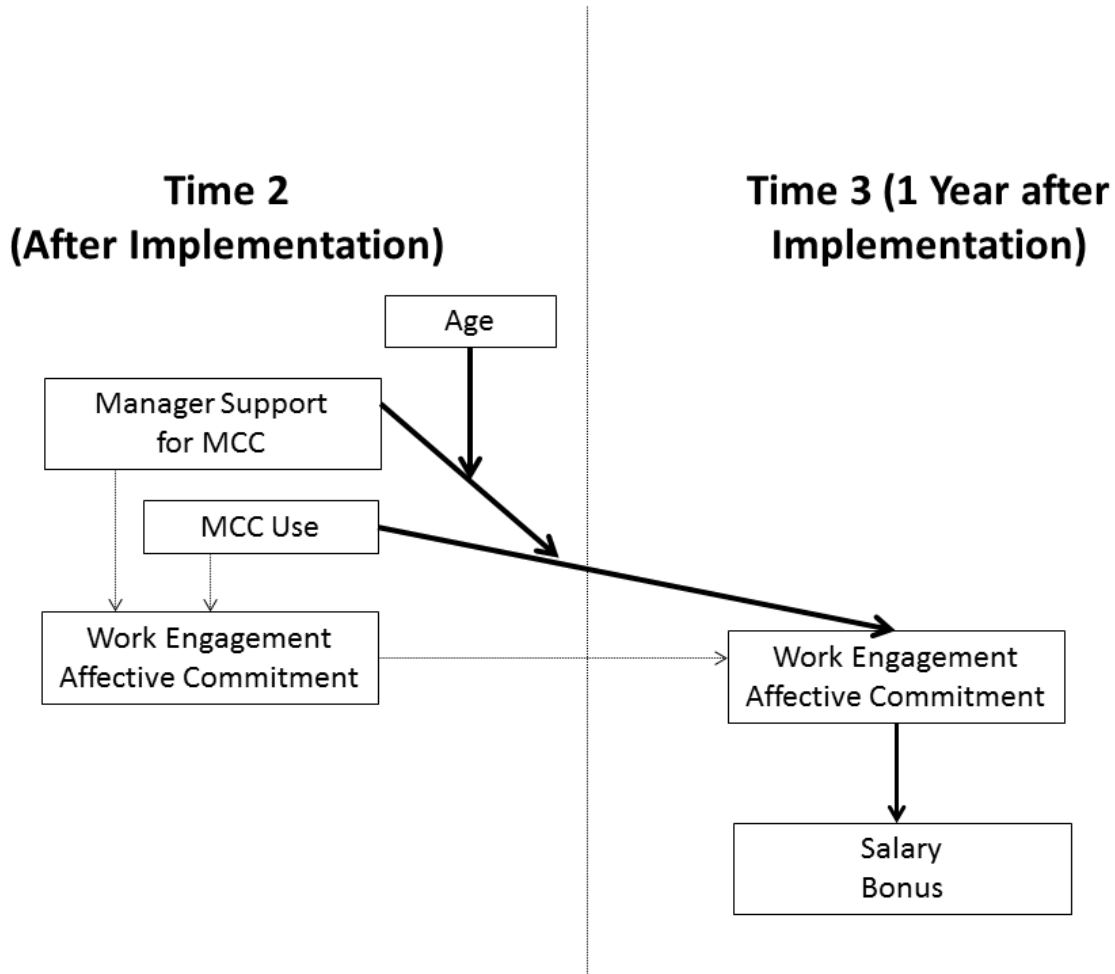 Time 2
(After Implementation)
Time 3 (1 Year after
Implementation)
Age
Manager Support
for MCC
MCC Use
Work Engagement
Affective Commitment
Work Engagement
Affective Commitment
Salary
Bonus